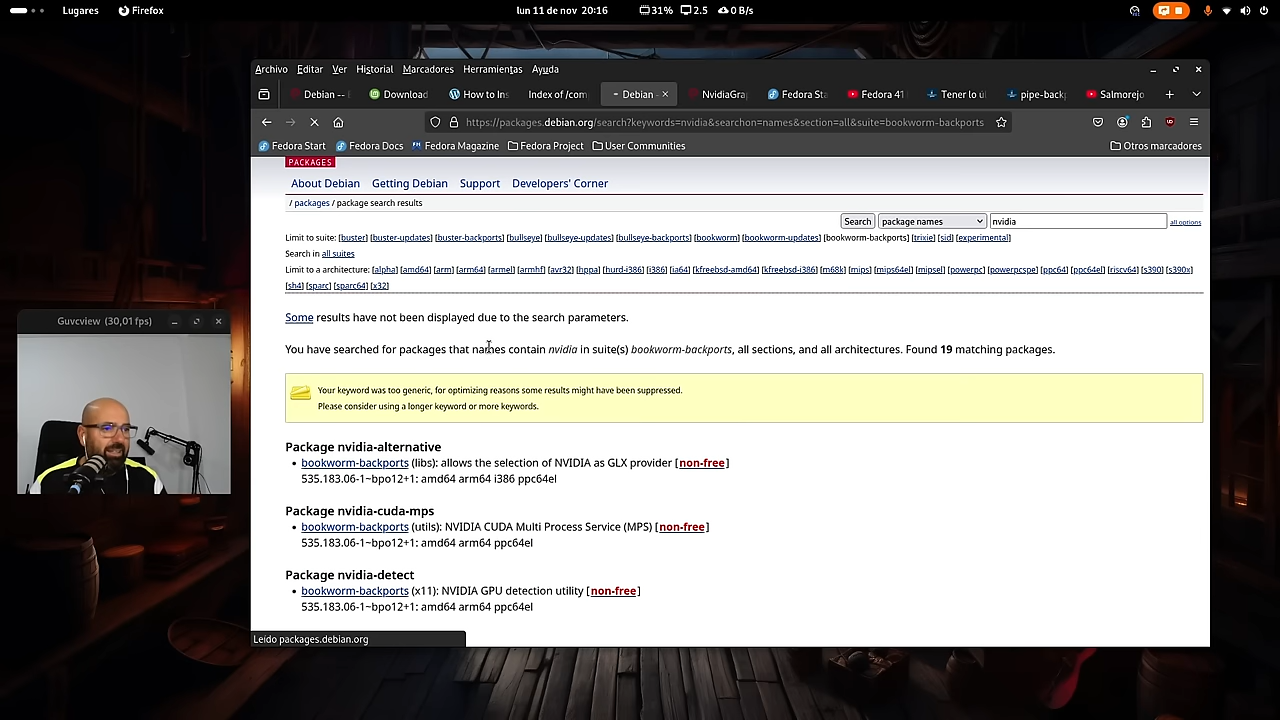 Lugares
Firefox
lun 11 de nov 20:16
31% 2.5 0 B/s
Archivo Editar Ver Historial Marcadores Herramientas Ayuda
Debian -- Download How to Ins Index of /com Debian - NvidiaGra Fedora Sta Fedora 41 Tener lo ú pipe-back Salmorejo
https://packages.debian.org/search?keywords=nvidia&searchon=names&section=all&suite=bookworm-backports
Fedora Start Fedora Docs Fedora Magazine Fedora Project User Communities Otros marcadores
PACKAGES
About Debian Getting Debian Support Developers' Corner
/ packages / package search results
Search package names nvidia all options
Limit to suite: [buster] [buster-updates] [buster-backports] [bullseye] [bullseye-updates] [bullseye-backports] [bookworm] [bookworm-updates] [bookworm-backports] [trixie] [sid] [experimental]
Search in all suites
Limit to a architecture: [alpha] [amd64] [arm] [arm64] [armel] [armhf] [avr32] [hppa] [hurd-i386] [i386] [ia64] [kfreebsd-amd64] [kfreebsd-i386] [m68k] [mips] [mips64el] [mipsel] [powerpc] [powerpcspe] [ppc64] [ppc64el] [riscv64] [s390] [s390x]
[sh4] [sparc] [sparc64] [x32]
Some results have not been displayed due to the search parameters.
Guvcview (30,01 fps)
You have searched for packages that names contain nvidia in suite(s) bookworm-backports, all sections, and all architectures. Found 19 matching packages.
Your keyword was too generic, for optimizing reasons some results might have been suppressed.
Please consider using a longer keyword or more keywords.
Package nvidia-alternative
• bookworm-backports (libs): allows the selection of NVIDIA as GLX provider [non-free]
535.183.06-1~bpo12+1: amd64 arm64 i386 ppc64el
Package nvidia-cuda-mps
• bookworm-backports (utils): NVIDIA CUDA Multi Process Service (MPS) [non-free]
535.183.06-1~bpo12+1: amd64 arm64 ppc64el
Package nvidia-detect
• bookworm-backports (x11): NVIDIA GPU detection utility [non-free]
535.183.06-1~bpo12+1: amd64 arm64 ppc64el
Leído packages.debian.org